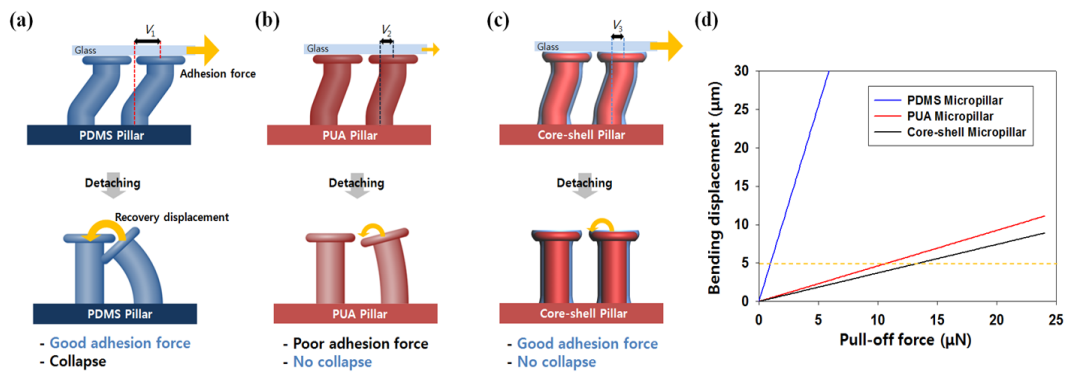 (a)
V1
Glass
Adhesion force
PDMS Pillar
Detaching
Recovery displacement
PDMS Pillar
- Good adhesion force
- Collapse
(b)
V2
Glass
PUA Pillar
Detaching
PUA Pillar
- Poor adhesion force
- No collapse
(c)
V3
Glass
Core-shell Pillar
Detaching
Core-shell Pillar
- Good adhesion force
- No collapse
(d)
Bending displacement (μm)
30
25
20
15
10
5
0
PDMS Micropillar
PUA Micropillar
Core-shell Micropillar
0 5 10 15 20 25
Pull-off force (μN)